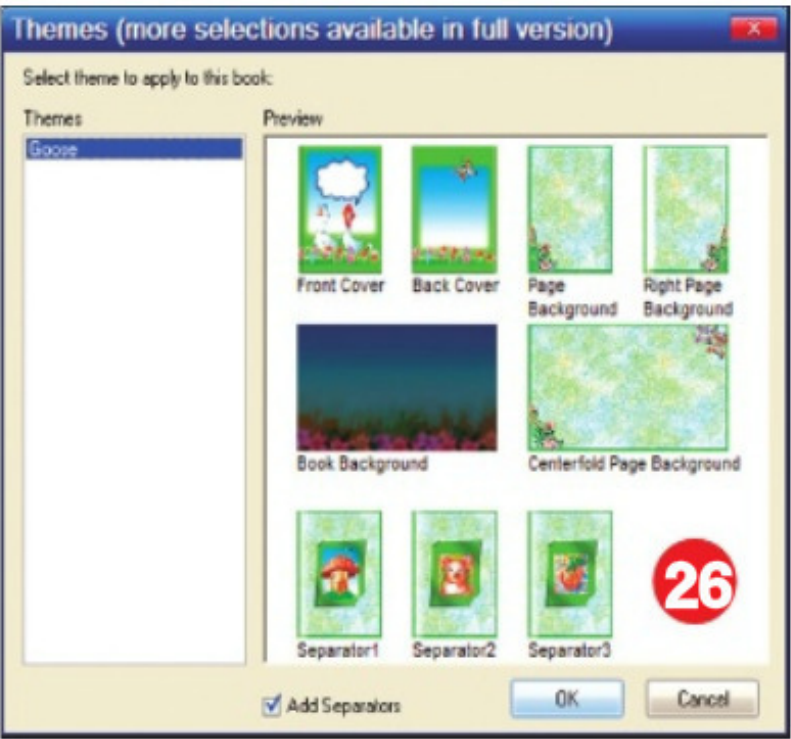 Themes (more selections available in full version)
Select theme to apply to this book:
Themes
Preview
Goose
Front Cover
Back Cover
Page
Background
Right Page
Background
Book Background
Centerfold Page Background
Separator1
Separator2
Separator3
26
Add Separators
OK
Cancel